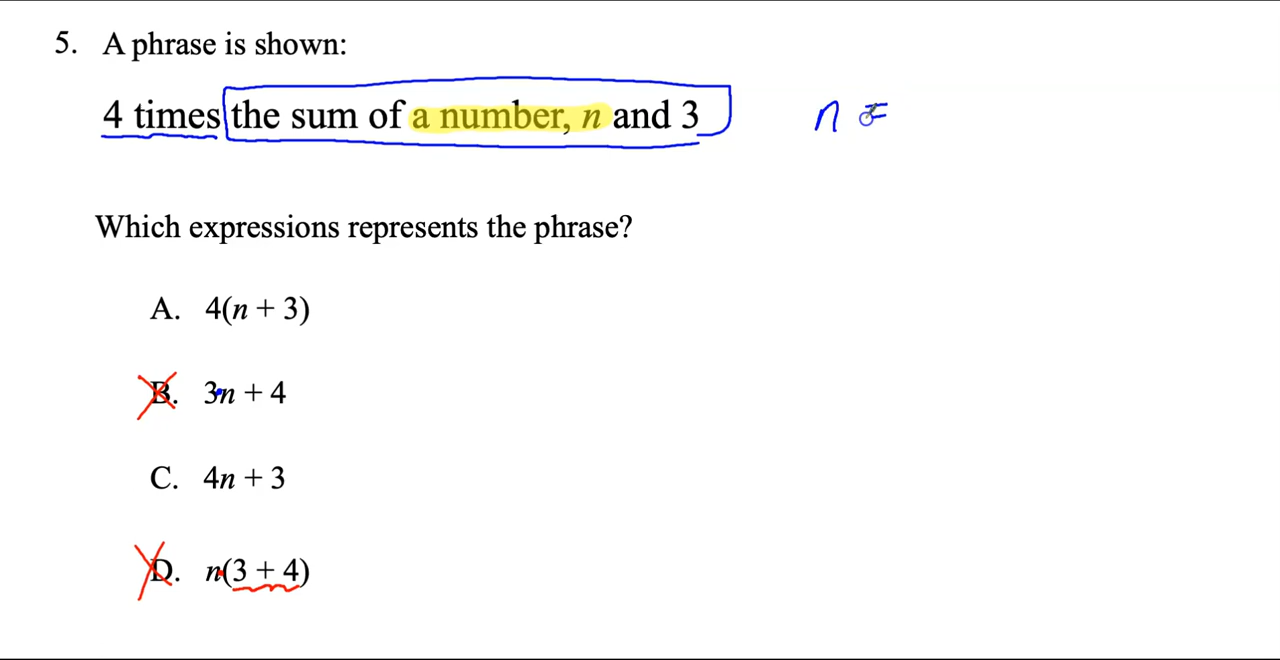 5. A phrase is shown:
4 times the sum of a number, n and 3 n =
Which expressions represents the phrase?
A. 4(n + 3)
B. 3n + 4
C. 4n + 3
D. n(3 + 4)